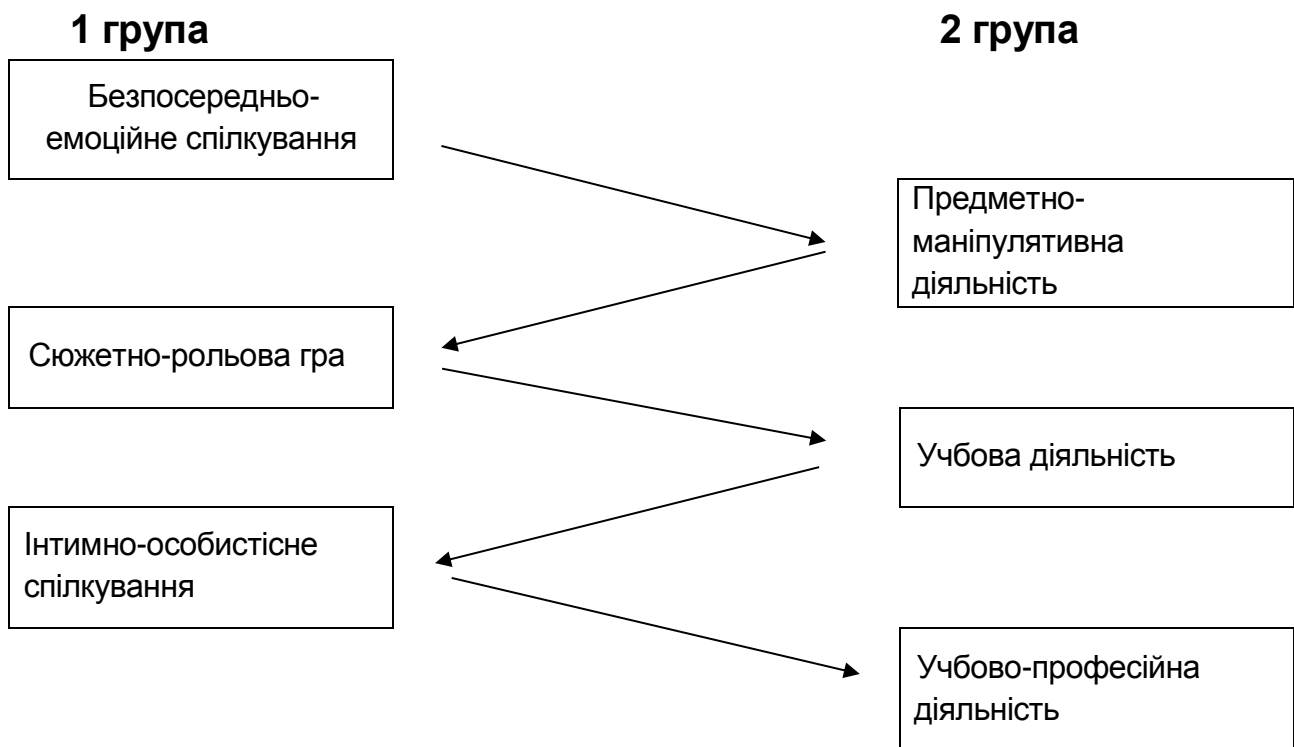 1 група
2 група
Безпосередньо-
емоційне спілкування
Предметно-
маніпулятивна
діяльність
Сюжетно-рольова гра
Учбова діяльність
Інтимно-особистісне
спілкування
Учбово-професійна
діяльність